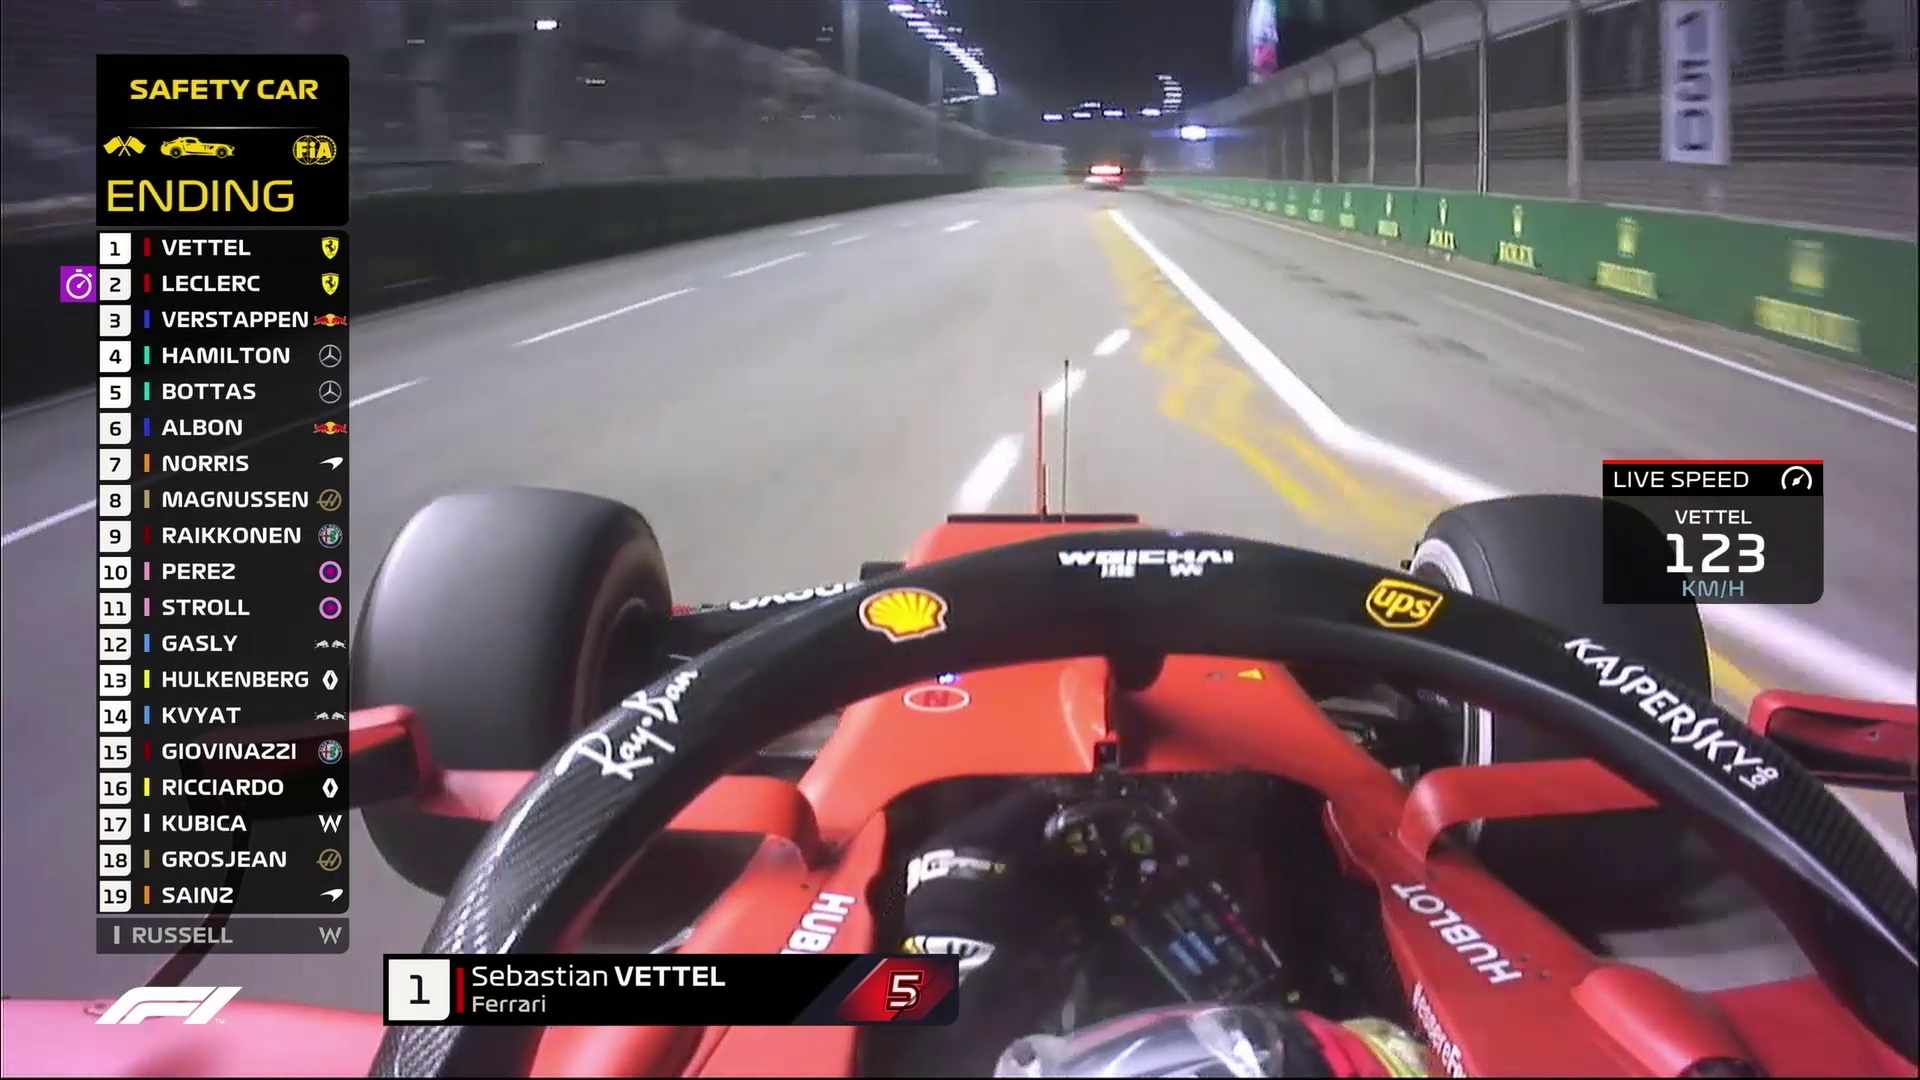 SAFETY CAR
FIA
ENDING
1 VETTEL
2 LECLERC
3 VERSTAPPEN
4 HAMILTON
5 BOTTAS
6 ALBON
7 NORRIS
8 MAGNUSSEN
9 RAIKKONEN
10 PEREZ
11 STROLL
12 GASLY
13 HULKENBERG
14 KVYAT
15 GIOVINAZZI
16 RICCIARDO
17 KUBICA
18 GROSJEAN
19 SAINZ
RUSSELL
F1
1 Sebastian VETTEL 5
Ferrari
LIVE SPEED
VETTEL
123
KM/H
150
ROLEX
ROLEX
WEICHAI
ups
Ray-Ban
KASPERSKY
HUBL
HUBLOT